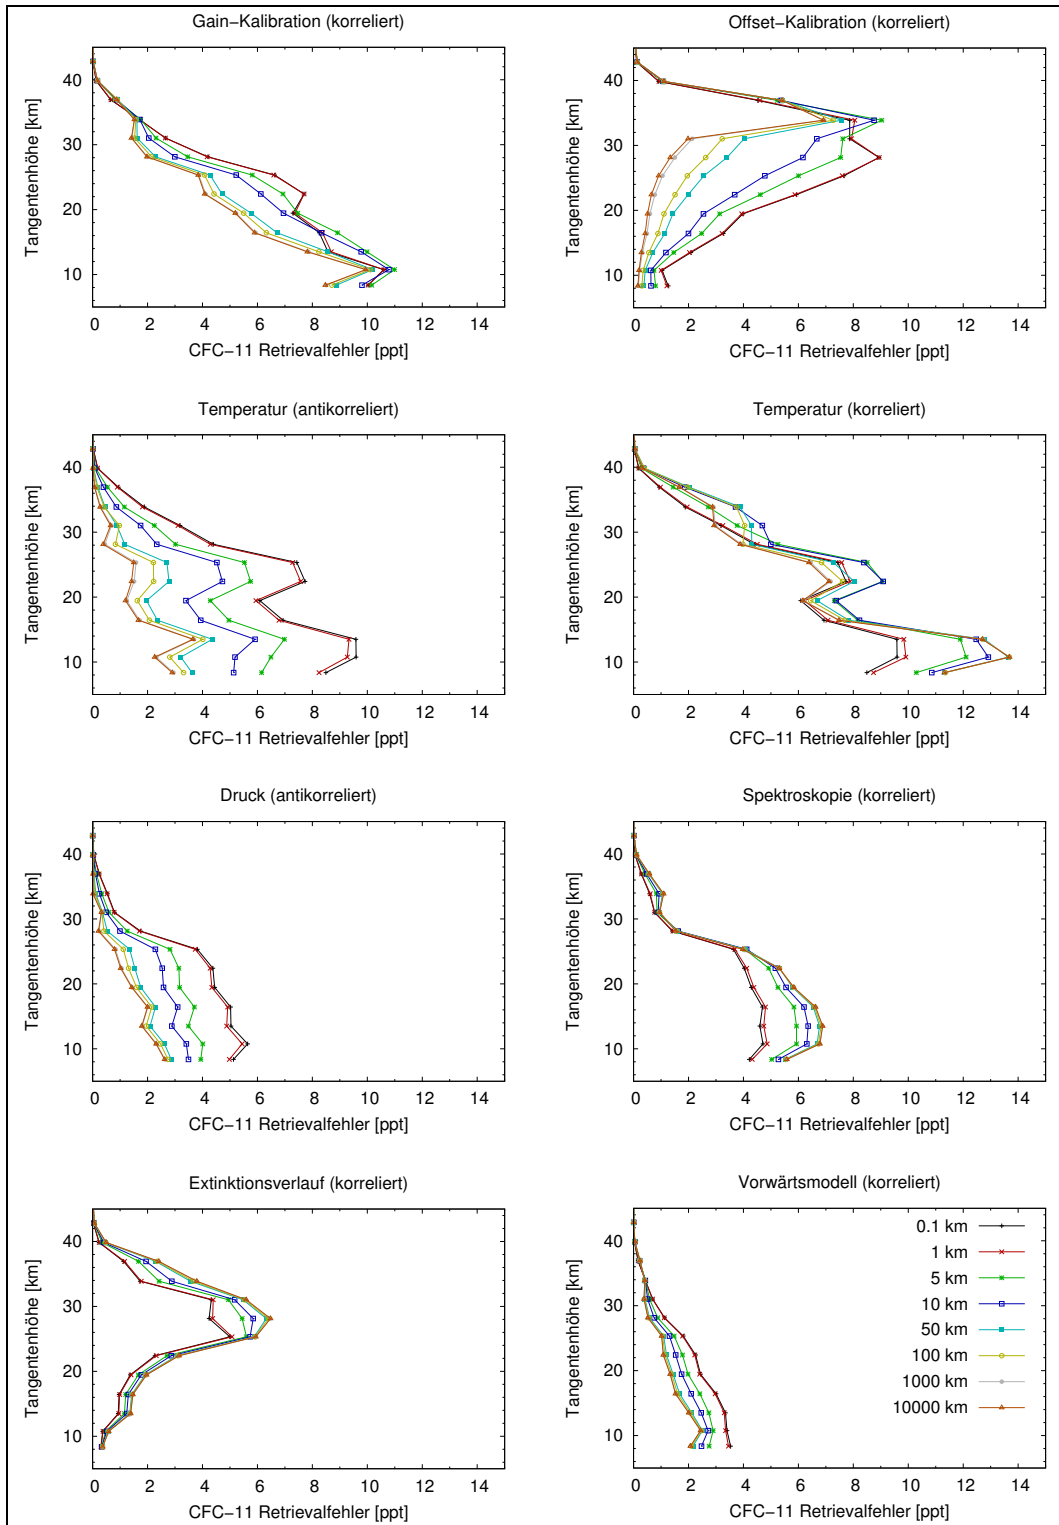 Gain−Kalibration (korreliert)
Offset−Kalibration (korreliert)
Tangentenhöhe [km]
40
30
20
10
0 2 4 6 8 10 12 14
CFC−11 Retrievalfehler [ppt]
Tangentenhöhe [km]
40
30
20
10
0 2 4 6 8 10 12 14
CFC−11 Retrievalfehler [ppt]
Temperatur (antikorreliert)
Temperatur (korreliert)
Tangentenhöhe [km]
40
30
20
10
0 2 4 6 8 10 12 14
CFC−11 Retrievalfehler [ppt]
Tangentenhöhe [km]
40
30
20
10
0 2 4 6 8 10 12 14
CFC−11 Retrievalfehler [ppt]
Druck (antikorreliert)
Spektroskopie (korreliert)
Tangentenhöhe [km]
40
30
20
10
0 2 4 6 8 10 12 14
CFC−11 Retrievalfehler [ppt]
Tangentenhöhe [km]
40
30
20
10
0 2 4 6 8 10 12 14
CFC−11 Retrievalfehler [ppt]
Extinktionsverlauf (korreliert)
Vorwärtsmodell (korreliert)
Tangentenhöhe [km]
40
30
20
10
0 2 4 6 8 10 12 14
CFC−11 Retrievalfehler [ppt]
Tangentenhöhe [km]
40
30
20
10
0 2 4 6 8 10 12 14
CFC−11 Retrievalfehler [ppt]
0.1 km
1 km
5 km
10 km
50 km
100 km
1000 km
10000 km